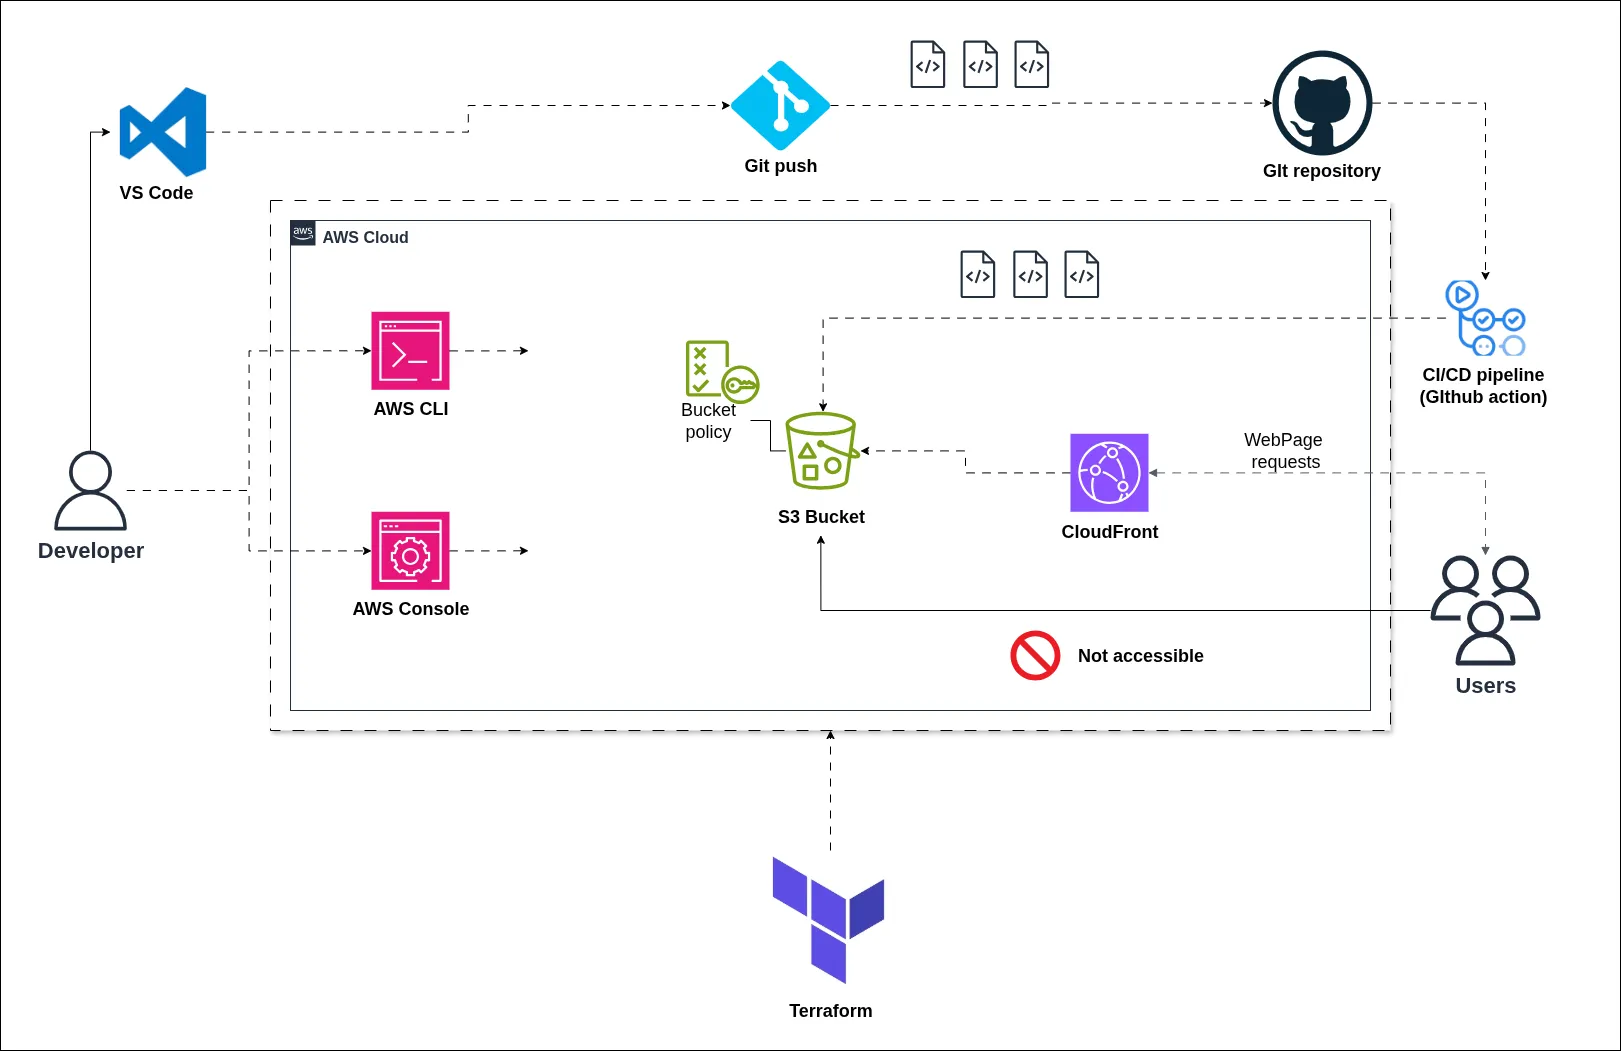 </>
</>
</>
VS Code
Git push
GIt repository
aws
AWS Cloud
</>
</>
</>
AWS CLI
Bucket
policy
CI/CD pipeline
(GIthub action)
WebPage
requests
S3 Bucket
CloudFront
Developer
AWS Console
Not accessible
Users
Terraform